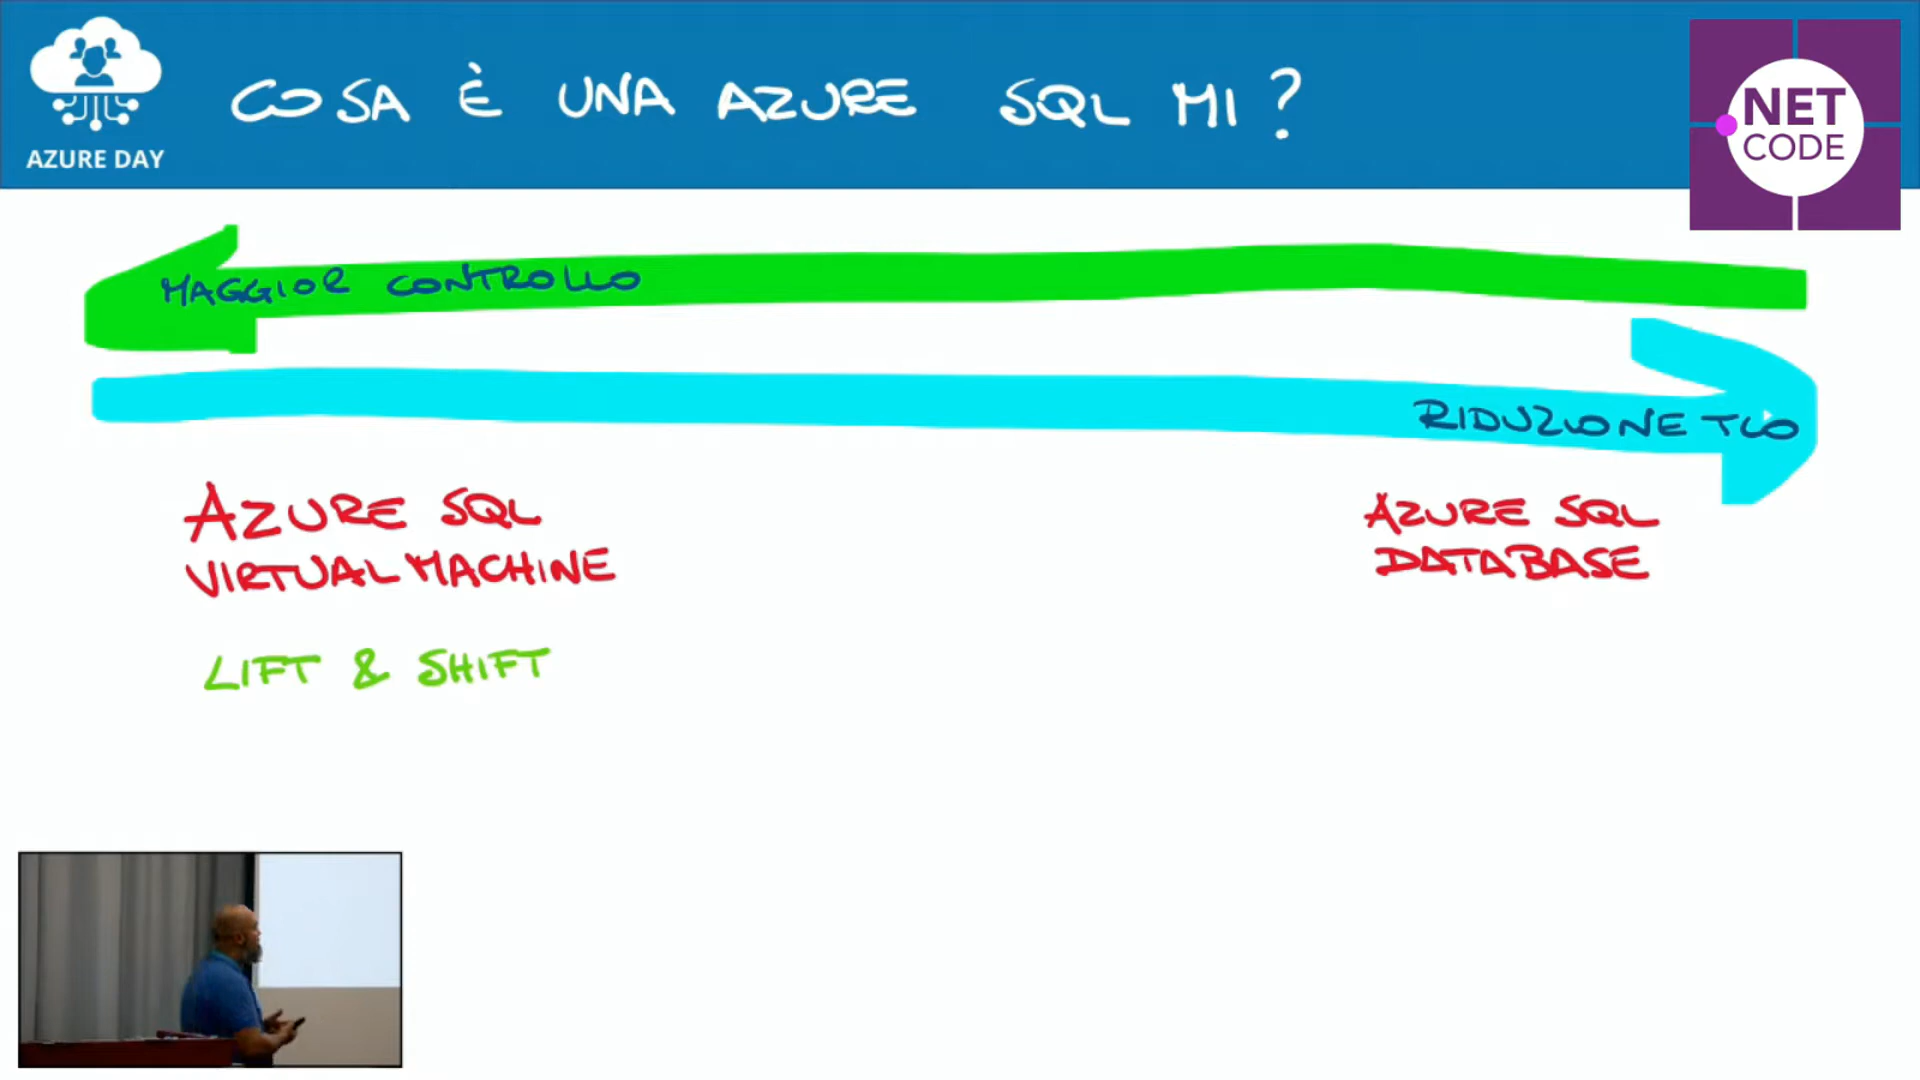 COSA È UNA AZURE SQL MI?
AZURE DAY
NET
CODE
MAGGIOR CONTROLLO
RIDUZIONE TCO
AZURE SQL
VIRTUAL MACHINE
AZURE SQL
DATABASE
LIFT & SHIFT